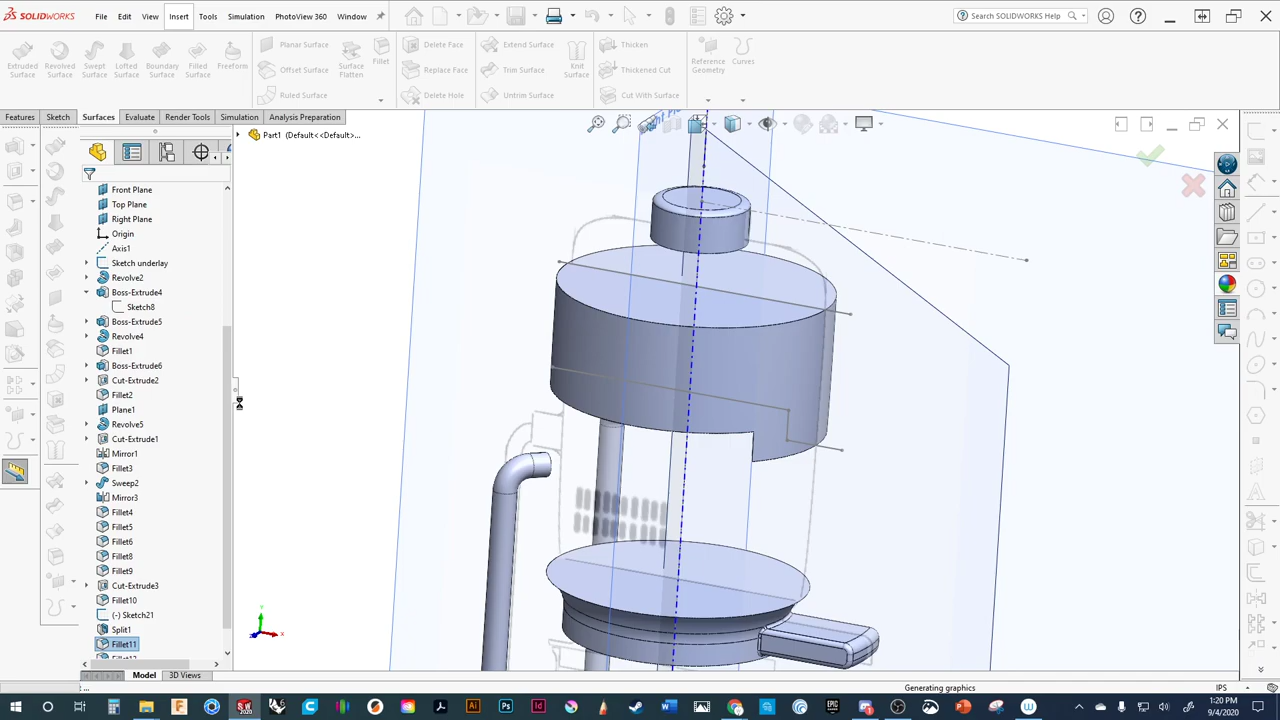 SOLIDWORKS File Edit View Insert Tools Simulation PhotoView 360 Window Search SOLIDWORKS Help
Extruded Surface Revolved Surface Swept Surface Lofted Surface Boundary Surface Filled Surface Freeform
Planar Surface
Offset Surface
Ruled Surface
Surface Flatten Fillet
Delete Face
Replace Face
Delete Hole
Extend Surface
Trim Surface
Untrim Surface
Knit Surface
Thicken
Thickened Cut
Cut With Surface
Reference Geometry Curves
Features Sketch Surfaces Evaluate Render Tools Simulation Analysis Preparation
Part1 (Default<<Default>...
Front Plane
Top Plane
Right Plane
Origin
Axis1
Sketch underlay
Revolve2
Boss-Extrude4
Sketch8
Boss-Extrude5
Revolve4
Fillet1
Boss-Extrude6
Cut-Extrude2
Fillet2
Plane1
Revolve5
Cut-Extrude1
Mirror1
Fillet3
Sweep2
Mirror3
Fillet4
Fillet5
Fillet6
Fillet8
Fillet9
Cut-Extrude3
Fillet10
(-) Sketch21
Split1
Fillet11
Y
X
Model 3D Views
... Generating graphics IPS
1:20 PM
9/4/2020